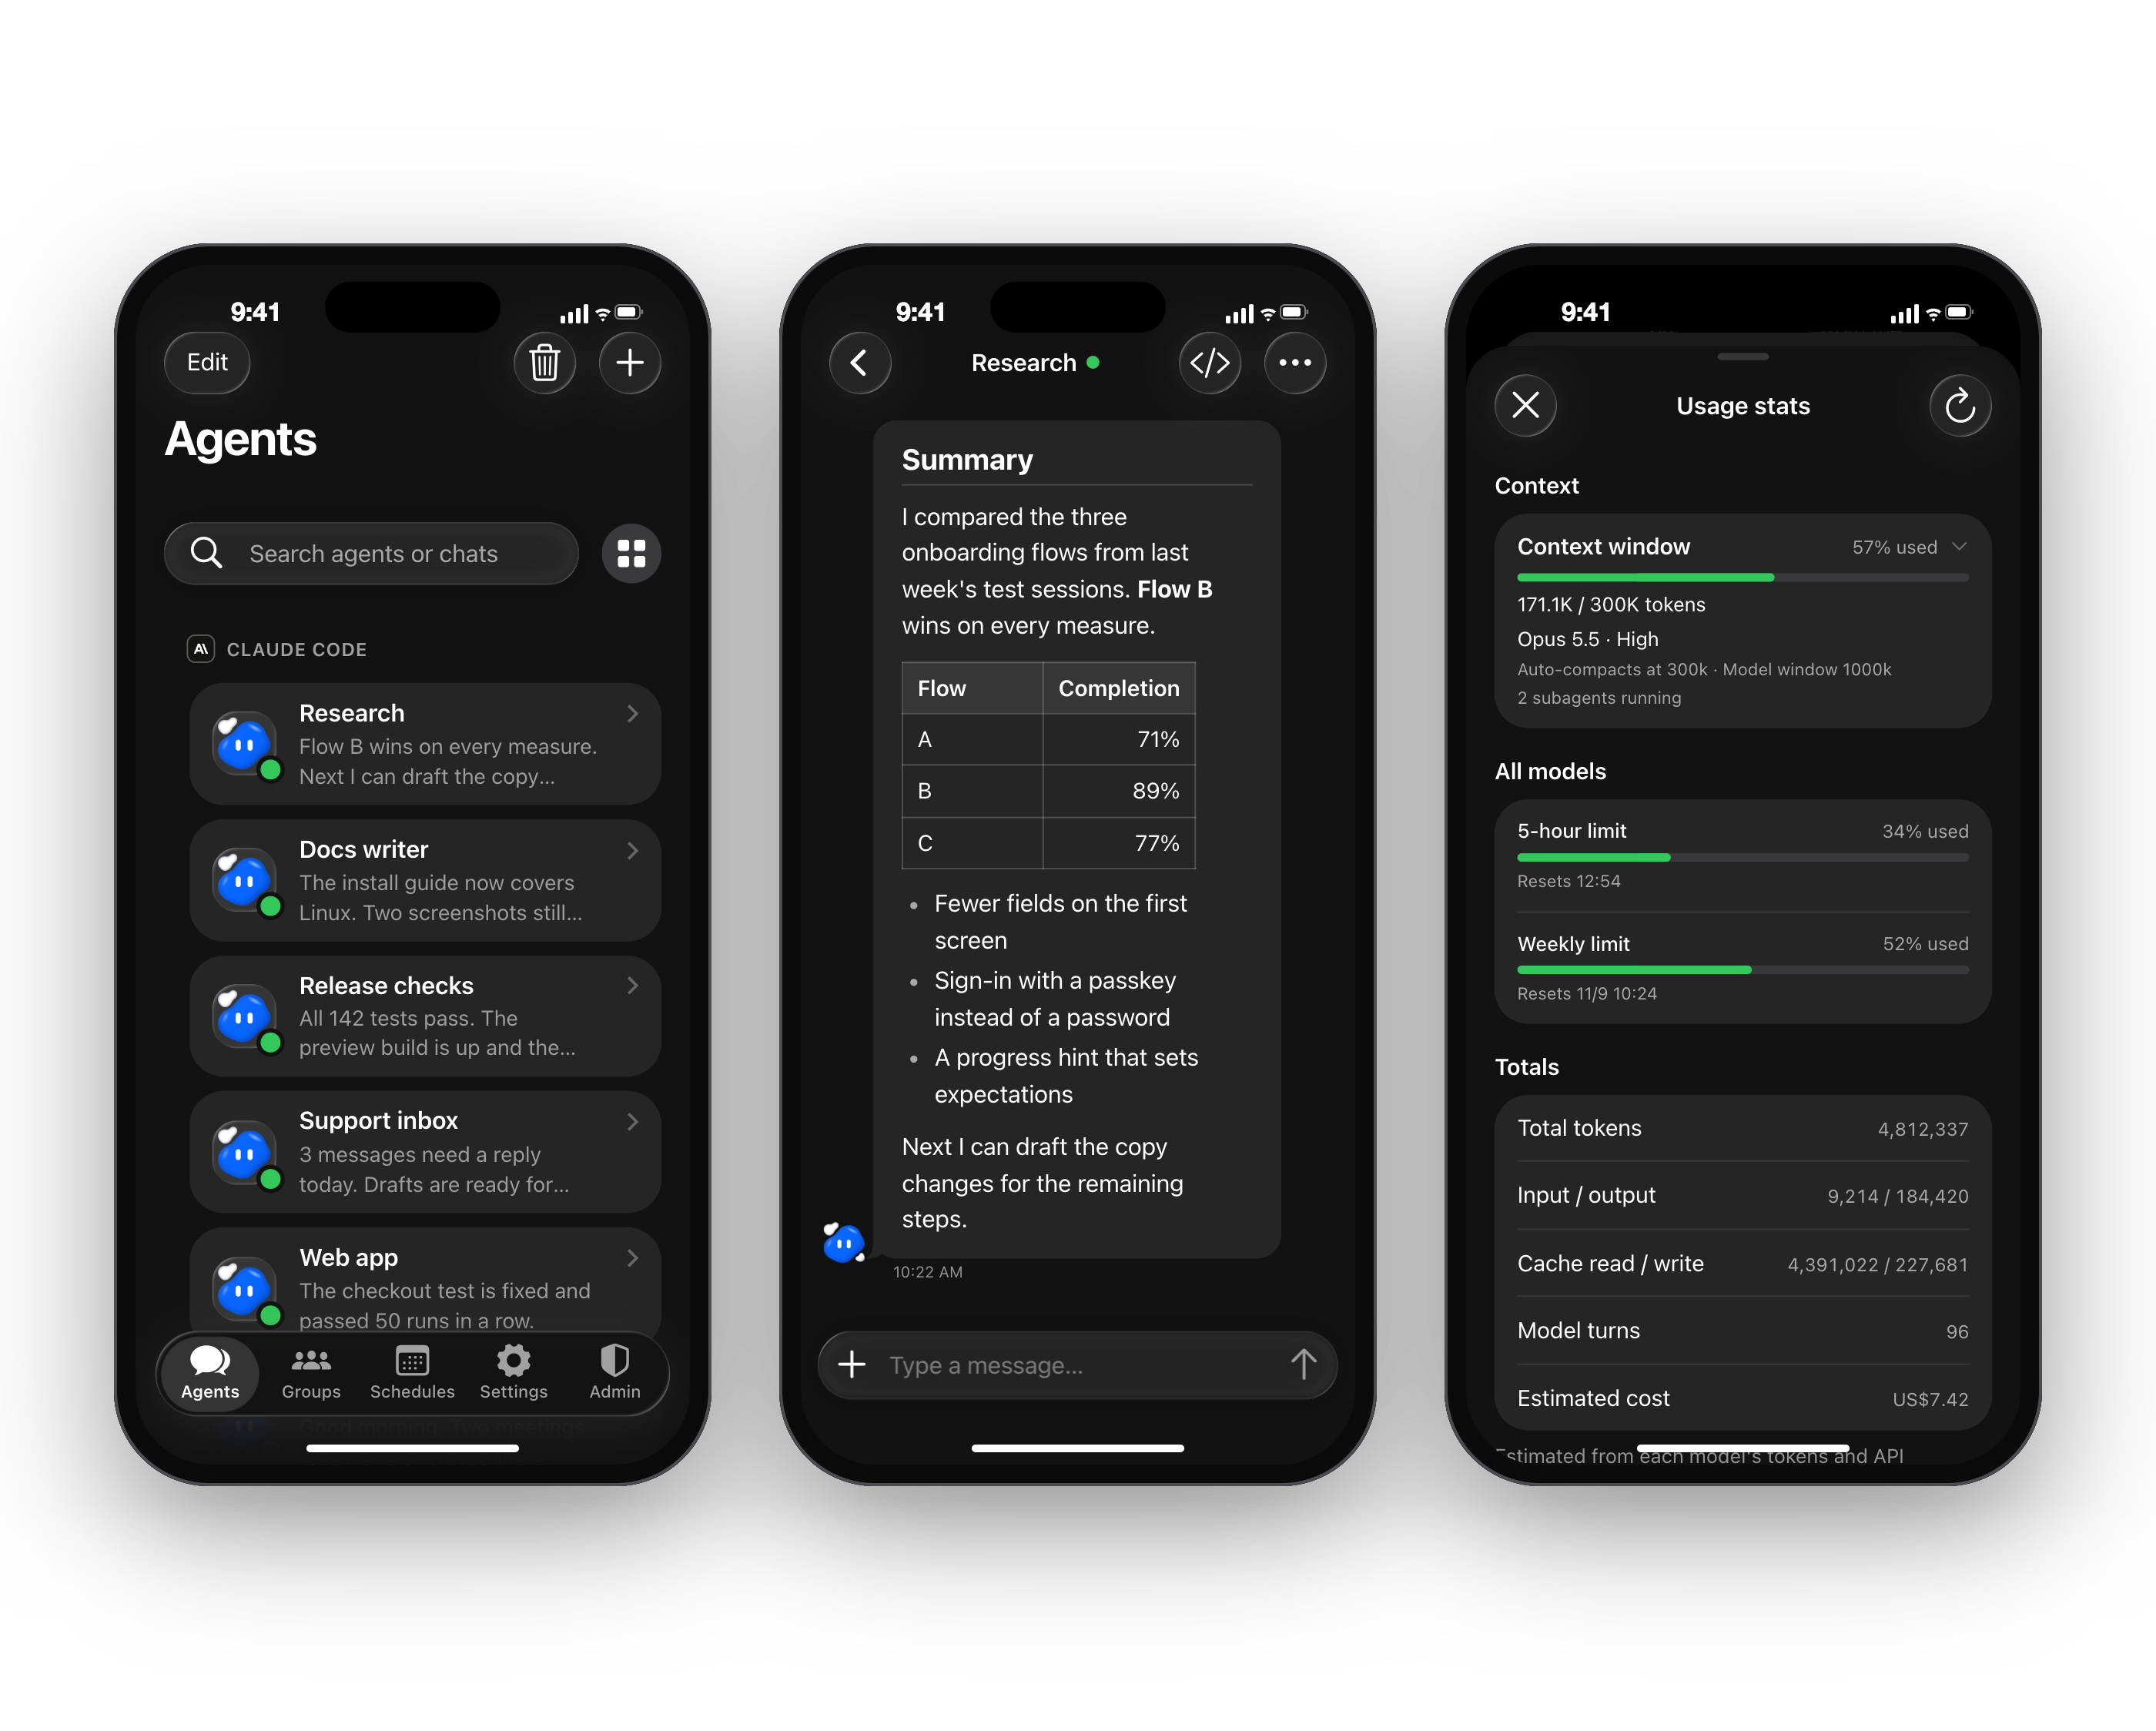 9:41
Edit
Agents
Search agents or chats
CLAUDE CODE
Research
Flow B wins on every measure.
Next I can draft the copy...
Docs writer
The install guide now covers
Linux. Two screenshots still...
Release checks
All 142 tests pass. The
preview build is up and the...
Support inbox
3 messages need a reply
today. Drafts are ready for...
Web app
The checkout test is fixed and
passed 50 runs in a row.
Agents
Groups
Schedules
Settings
Admin
Good morning. Two meetings
9:41
Research
Summary
I compared the three
onboarding flows from last
week's test sessions. Flow B
wins on every measure.
Flow Completion
A 71%
B 89%
C 77%
• Fewer fields on the first
screen
• Sign-in with a passkey
instead of a password
• A progress hint that sets
expectations
Next I can draft the copy
changes for the remaining
steps.
10:22 AM
Type a message...
9:41
Usage stats
Context
Context window 57% used
171.1K / 300K tokens
Opus 5.5 · High
Auto-compacts at 300k · Model window 1000k
2 subagents running
All models
5-hour limit 34% used
Resets 12:54
Weekly limit 52% used
Resets 11/9 10:24
Totals
Total tokens 4,812,337
Input / output 9,214 / 184,420
Cache read / write 4,391,022 / 227,681
Model turns 96
Estimated cost US$7.42
Estimated from each model's tokens and API